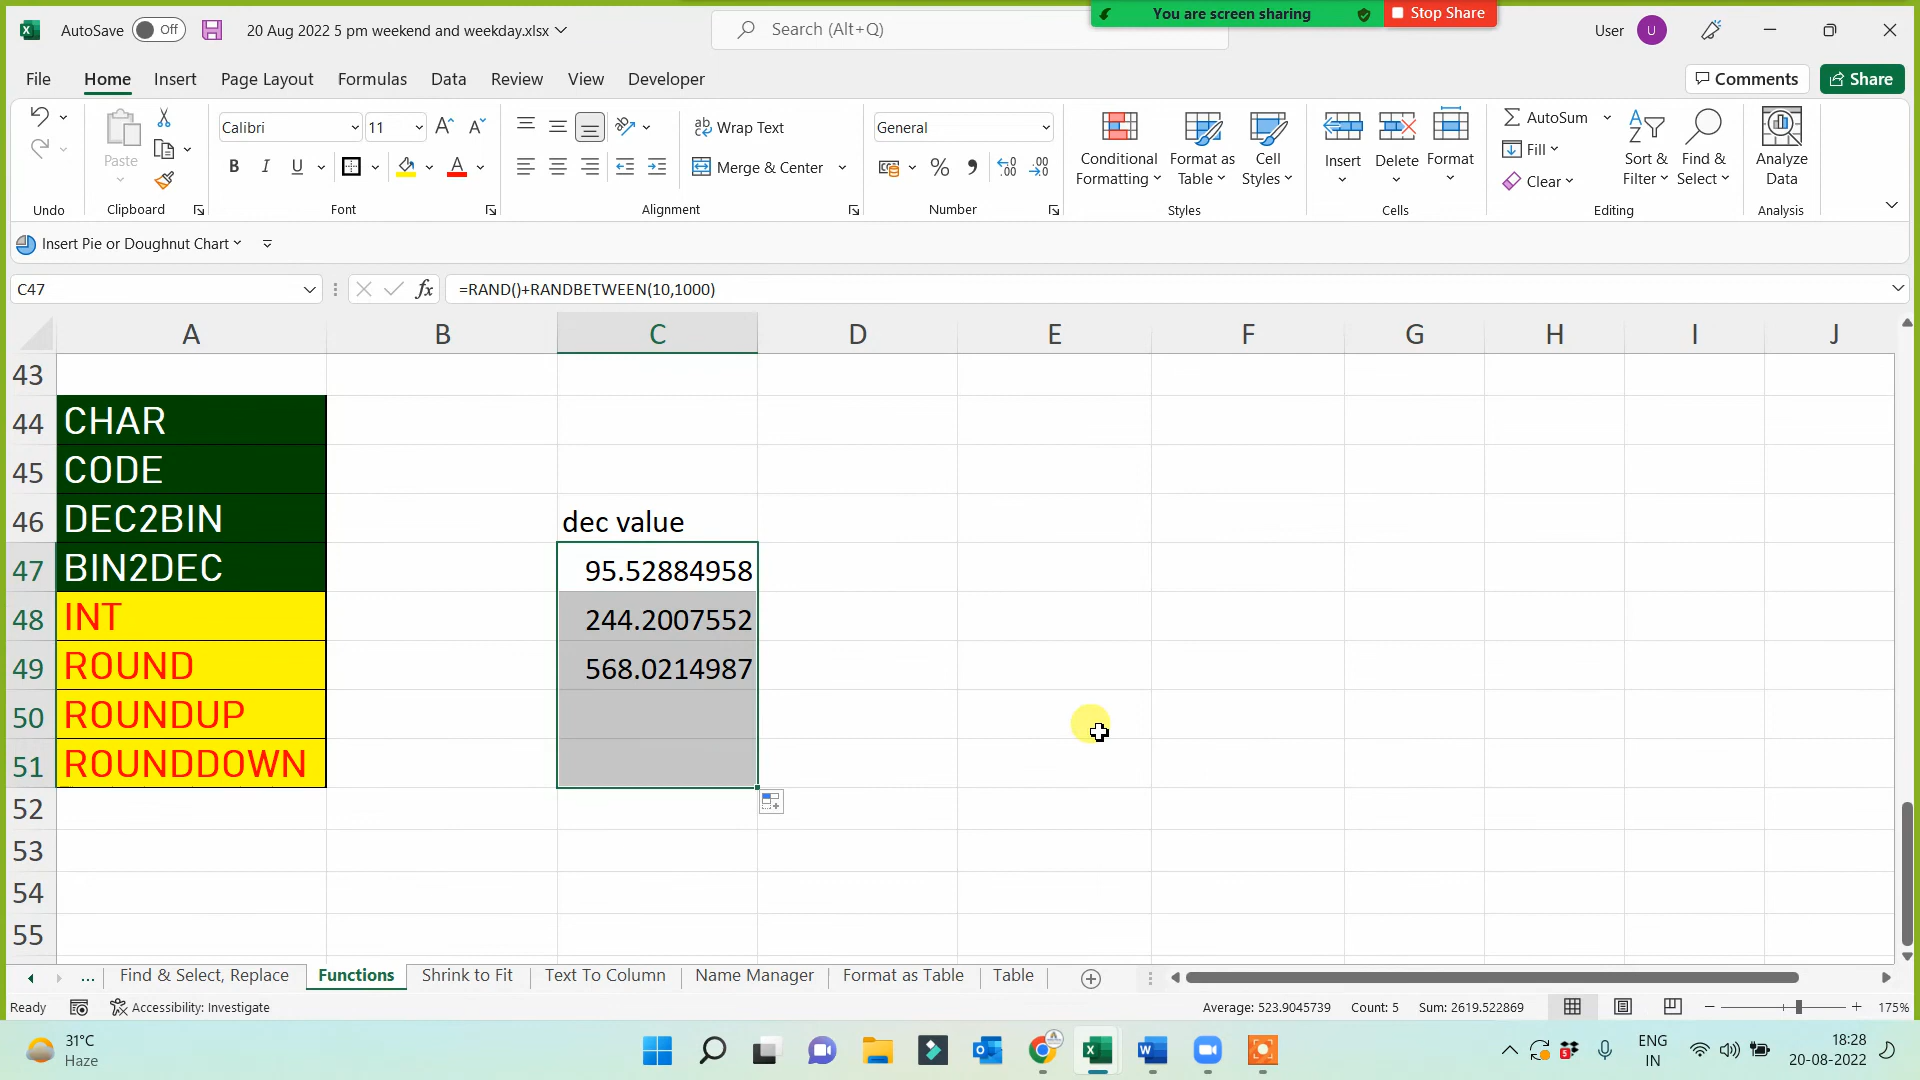 You are screen sharing
Stop Share
AutoSave Off
20 Aug 2022 5 pm weekend and weekday.xlsx
Search (Alt+Q)
User U
File Home Insert Page Layout Formulas Data Review View Developer
Comments Share
Paste
Calibri 11
B I U
Wrap Text
Merge & Center
General
Conditional Formatting
Format as Table
Cell Styles
Insert
Delete
Format
AutoSum
Fill
Clear
Sort & Filter
Find & Select
Analyze Data
Undo Clipboard Font Alignment Number Styles Cells Editing Analysis
Insert Pie or Doughnut Chart
C47 fx =RAND()+RANDBETWEEN(10,1000)
A B C D E F G H I J
43
44 CHAR
45 CODE
46 DEC2BIN dec value
47 BIN2DEC 95.52884958
48 INT 244.2007552
49 ROUND 568.0214987
50 ROUNDUP
51 ROUNDDOWN
52
53
54
55
... Find & Select, Replace Functions Shrink to Fit Text To Column Name Manager Format as Table Table
Ready Accessibility: Investigate Average: 523.9045739 Count: 5 Sum: 2619.522869 175%
31°C
Haze
ENG
IN
18:28
20-08-2022